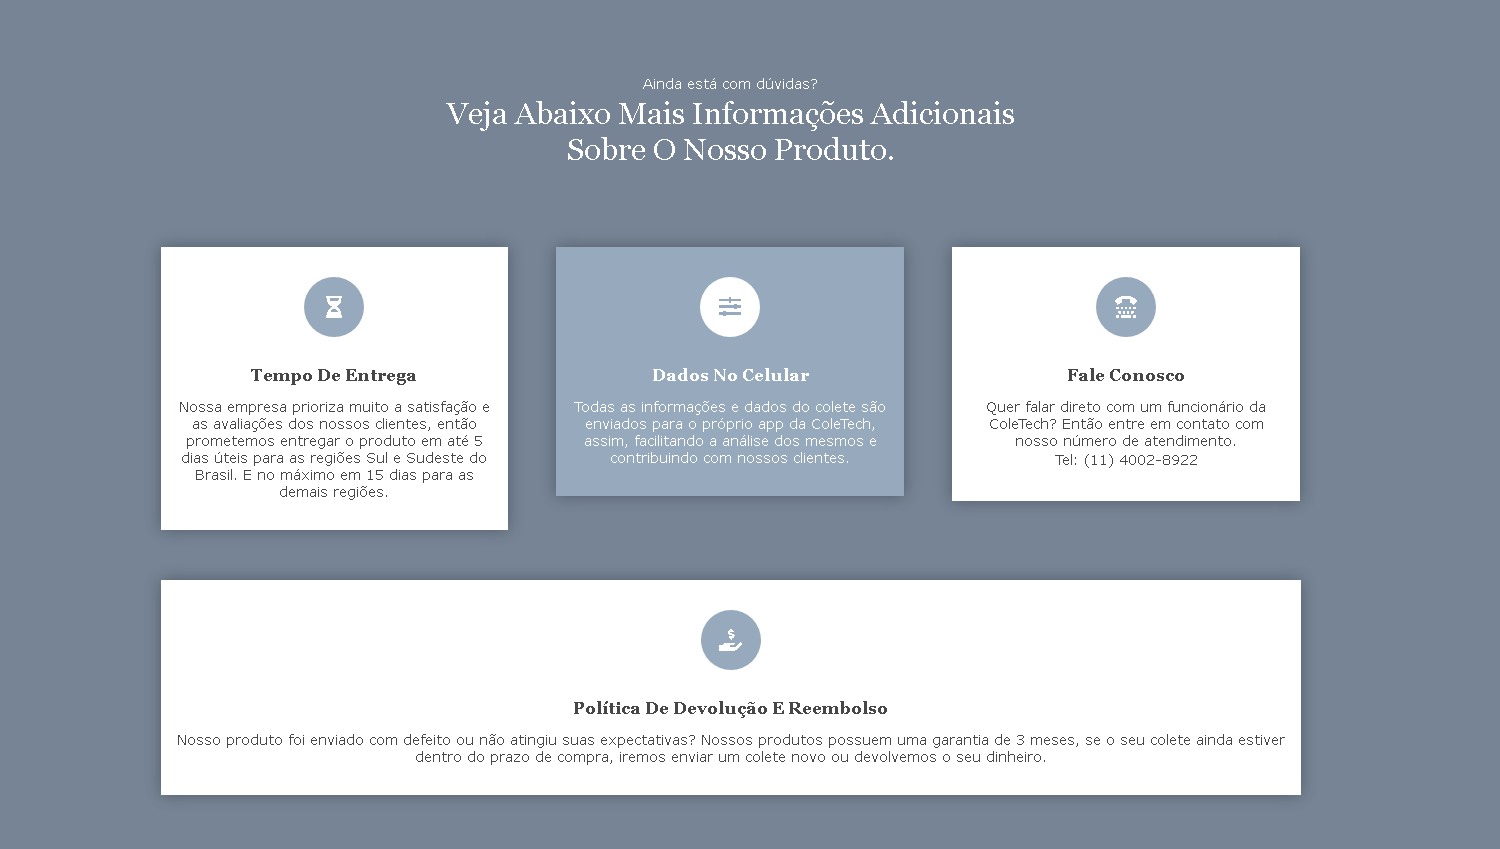 Ainda está com dúvidas?
Veja Abaixo Mais Informações Adicionais
Sobre O Nosso Produto.
Tempo De Entrega
Nossa empresa prioriza muito a satisfação e
as avaliações dos nossos clientes, então
prometemos entregar o produto em até 5
dias úteis para as regiões Sul e Sudeste do
Brasil. E no máximo em 15 dias para as
demais regiões.
Dados No Celular
Todas as informações e dados do colete são
enviados para o próprio app da ColeTech,
assim, facilitando a análise dos mesmos e
contribuindo com nossos clientes.
Fale Conosco
Quer falar direto com um funcionário da
ColeTech? Então entre em contato com
nosso número de atendimento.
Tel: (11) 4002-8922
Política De Devolução E Reembolso
Nosso produto foi enviado com defeito ou não atingiu suas expectativas? Nossos produtos possuem uma garantia de 3 meses, se o seu colete ainda estiver
dentro do prazo de compra, iremos enviar um colete novo ou devolvemos o seu dinheiro.